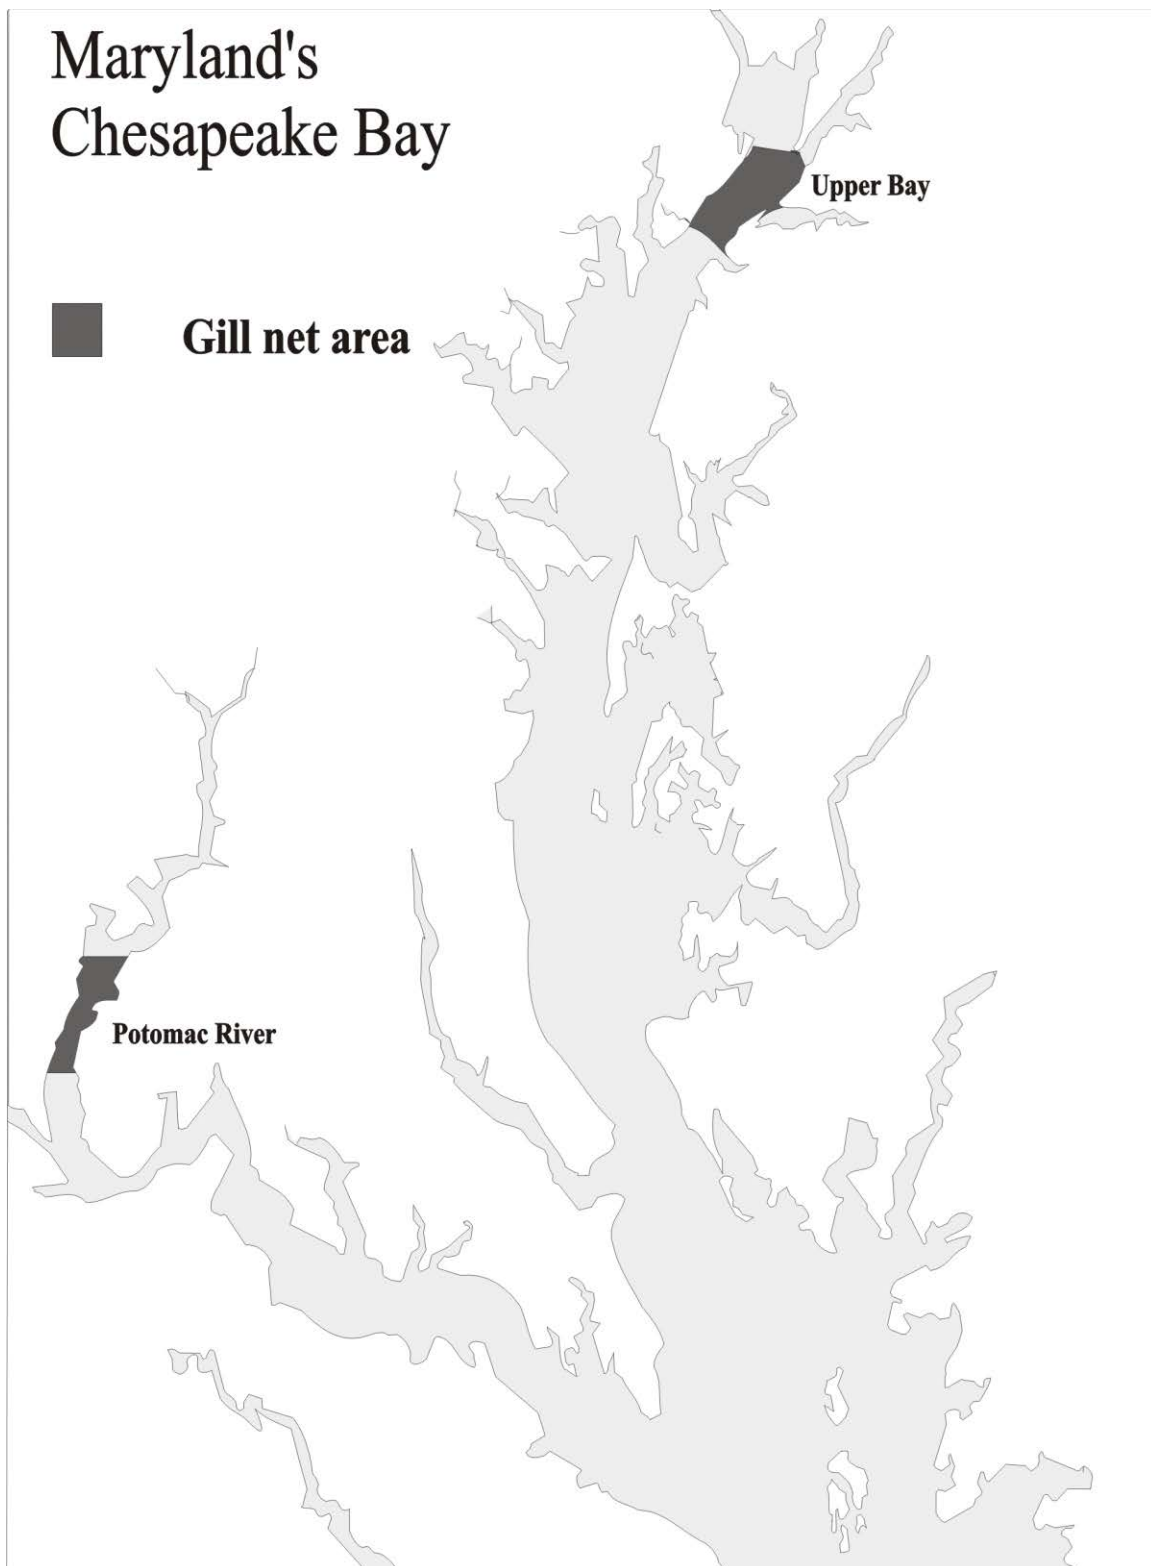 Maryland's
Chesapeake Bay
Upper Bay
Gill net area
Potomac River